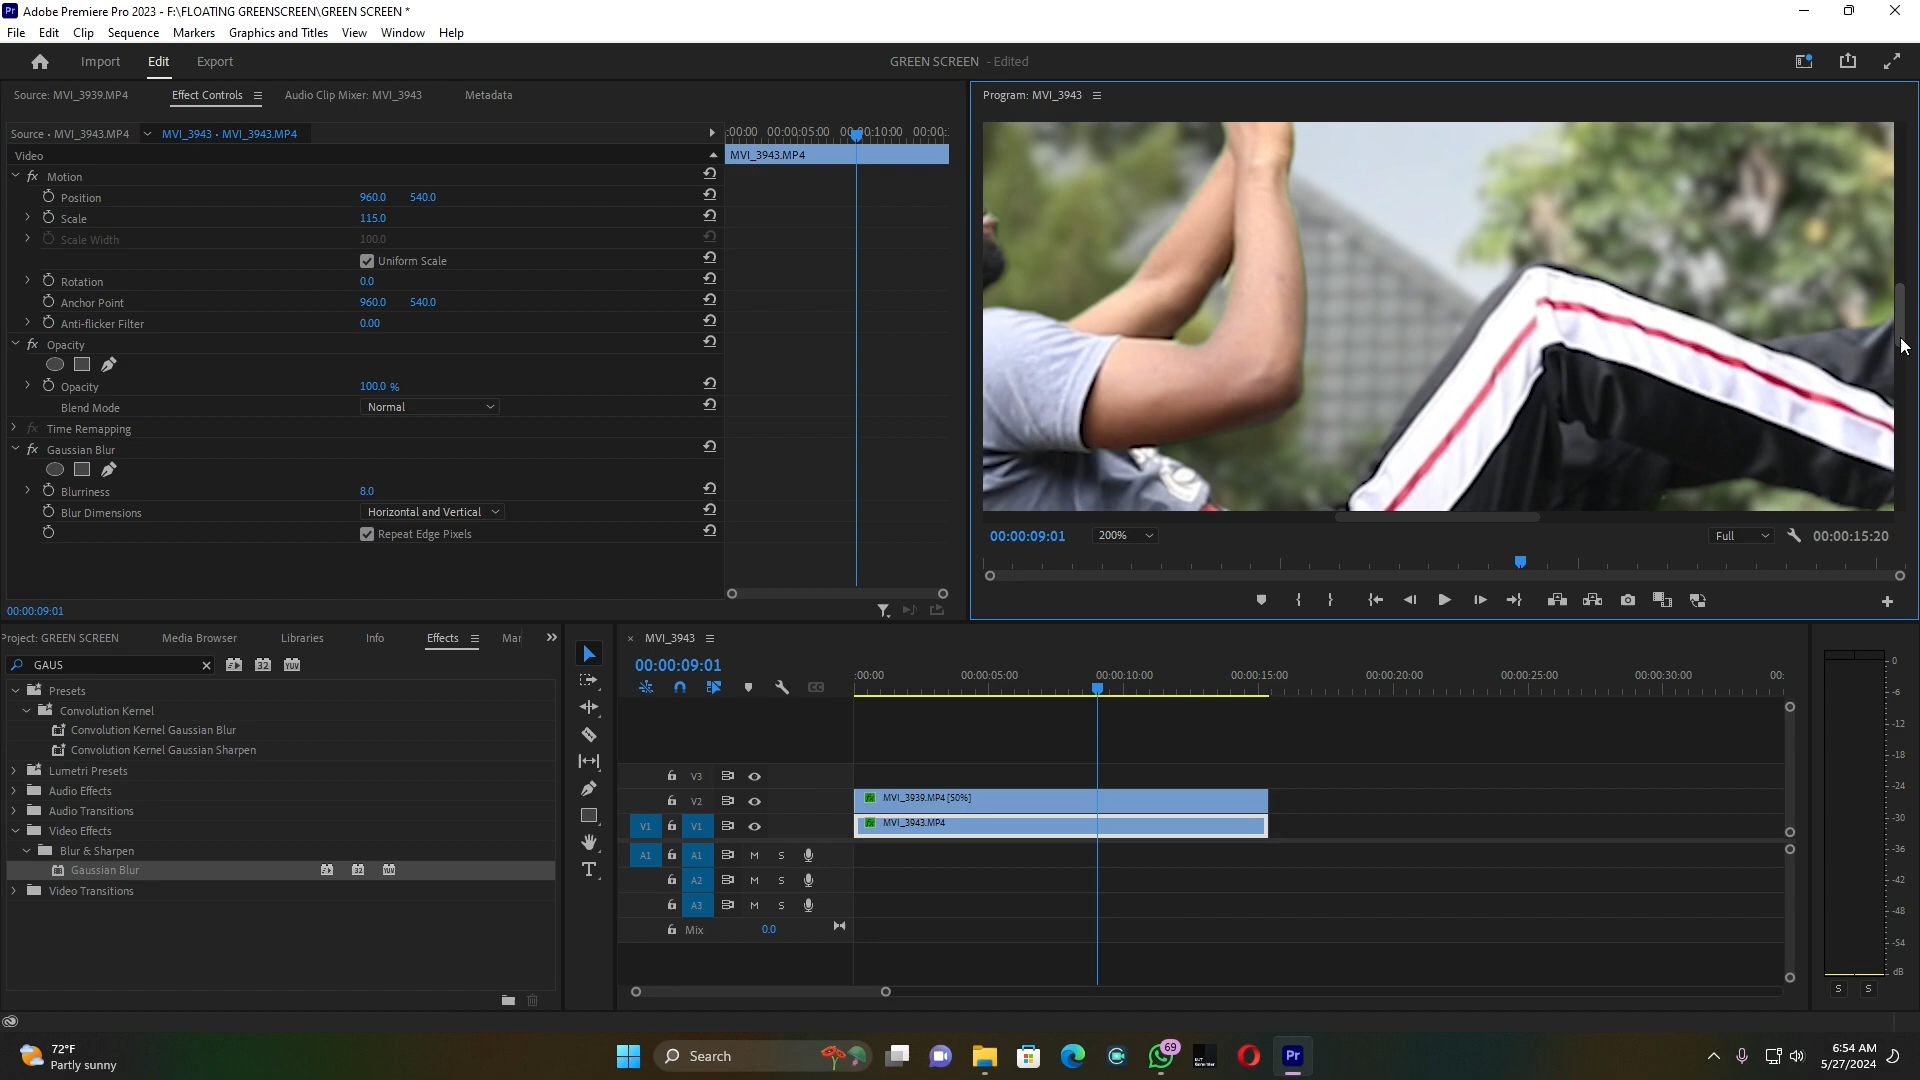 Adobe Premiere Pro 2023 - F:\FLOATING GREENSCREEN\GREEN SCREEN *
File Edit Clip Sequence Markers Graphics and Titles View Window Help
Import Edit Export
GREEN SCREEN - Edited
Source: MVI_3939.MP4 Effect Controls Audio Clip Mixer: MVI_3943 Metadata
Program: MVI_3943
Source • MVI_3943.MP4 MVI_3943 • MVI_3943.MP4
:00:00 00:00:05:00 00:00:10:00 00:00:
Video
MVI_3943.MP4
fx Motion
Position 960.0 540.0
Scale 115.0
Scale Width 100.0
Uniform Scale
Rotation 0.0
Anchor Point 960.0 540.0
Anti-flicker Filter 0.00
fx Opacity
Opacity 100.0 %
Blend Mode Normal
fx Time Remapping
fx Gaussian Blur
Blurriness 8.0
Blur Dimensions Horizontal and Vertical
Repeat Edge Pixels
00:00:09:01
00:00:09:01 200% Full 00:00:15:20
Project: GREEN SCREEN Media Browser Libraries Info Effects Mar
GAUS
Presets
Convolution Kernel
Convolution Kernel Gaussian Blur
Convolution Kernel Gaussian Sharpen
Lumetri Presets
Audio Effects
Audio Transitions
Video Effects
Blur & Sharpen
Gaussian Blur
Video Transitions
MVI_3943
00:00:09:01
:00:00 00:00:05:00 00:00:10:00 00:00:15:00 00:00:20:00 00:00:25:00 00:00:30:00 00:
V3
V2 MVI_3939.MP4 [50%]
V1 V1 MVI_3943.MP4
A1 A1 M S
A2 M S
A3 M S
Mix 0.0
0
-6
-12
-18
-24
-30
-36
-42
-48
-54
dB
S S
72°F
Partly sunny
Search
69
Pr
6:54 AM
5/27/2024